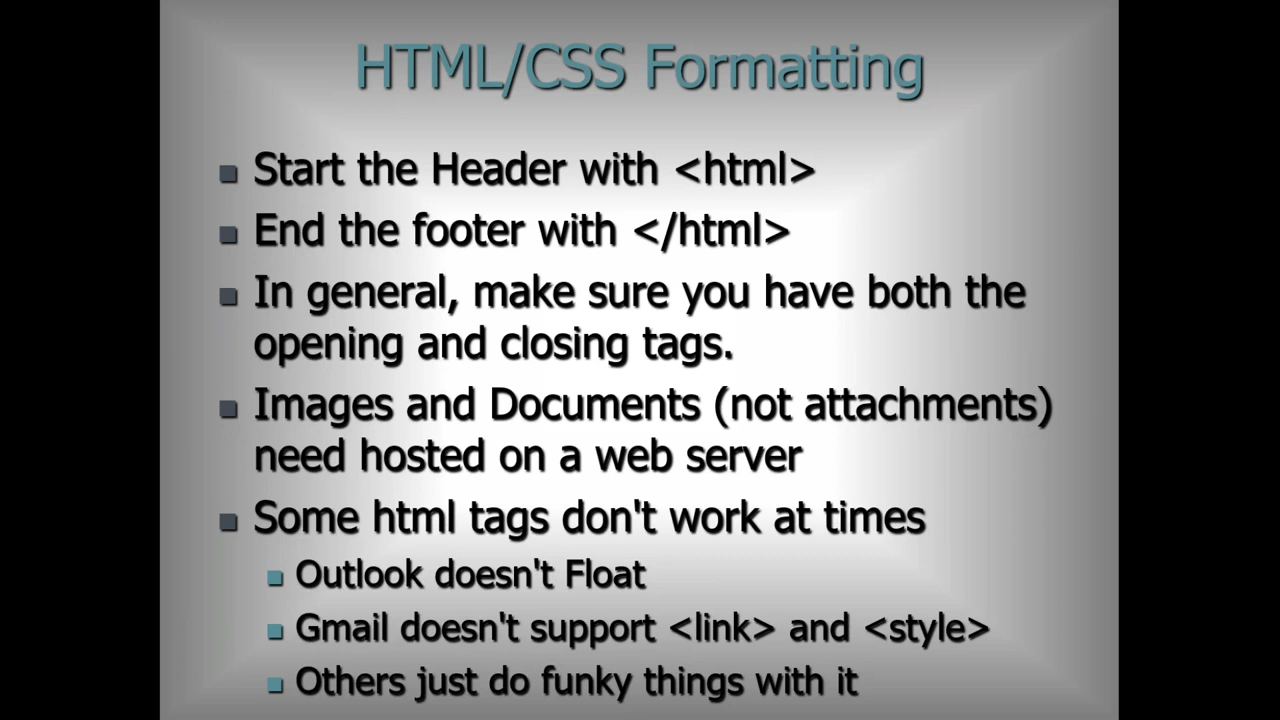 HTML/CSS Formatting
Start the Header with <html>
End the footer with </html>
In general, make sure you have both the
opening and closing tags.
Images and Documents (not attachments)
need hosted on a web server
Some html tags don't work at times
Outlook doesn't Float
Gmail doesn't support <link> and <style>
Others just do funky things with it